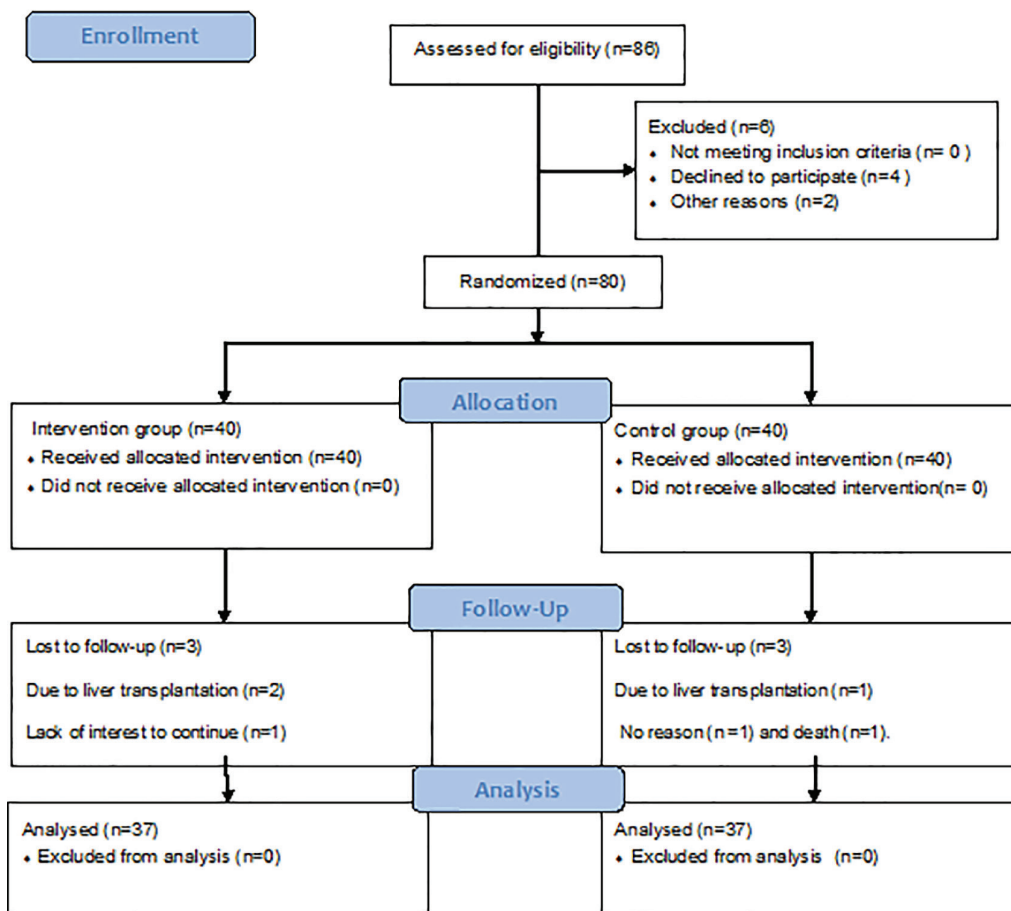 Enrollment
Assessed for eligibility (n=86)
Excluded (n=6)
⬧ Not meeting inclusion criteria (n= 0 )
⬧ Declined to participate (n=4 )
⬧ Other reasons (n=2)
Randomized (n=80)
Allocation
Intervention group (n=40)
⬧ Received allocated intervention (n=40)
⬧ Did not receive allocated intervention (n=0)
Control group (n=40)
⬧ Received allocated intervention (n=40)
⬧ Did not receive allocated intervention(n= 0)
Follow-Up
Lost to follow-up (n=3)
Due to liver transplantation (n=2)
Lack of interest to continue (n=1)
Lost to follow-up (n=3)
Due to liver transplantation (n=1)
No reason (n=1) and death (n=1).
Analysis
Analysed (n=37)
⬧ Excluded from analysis (n=0)
Analysed (n=37)
⬧ Excluded from analysis (n=0)